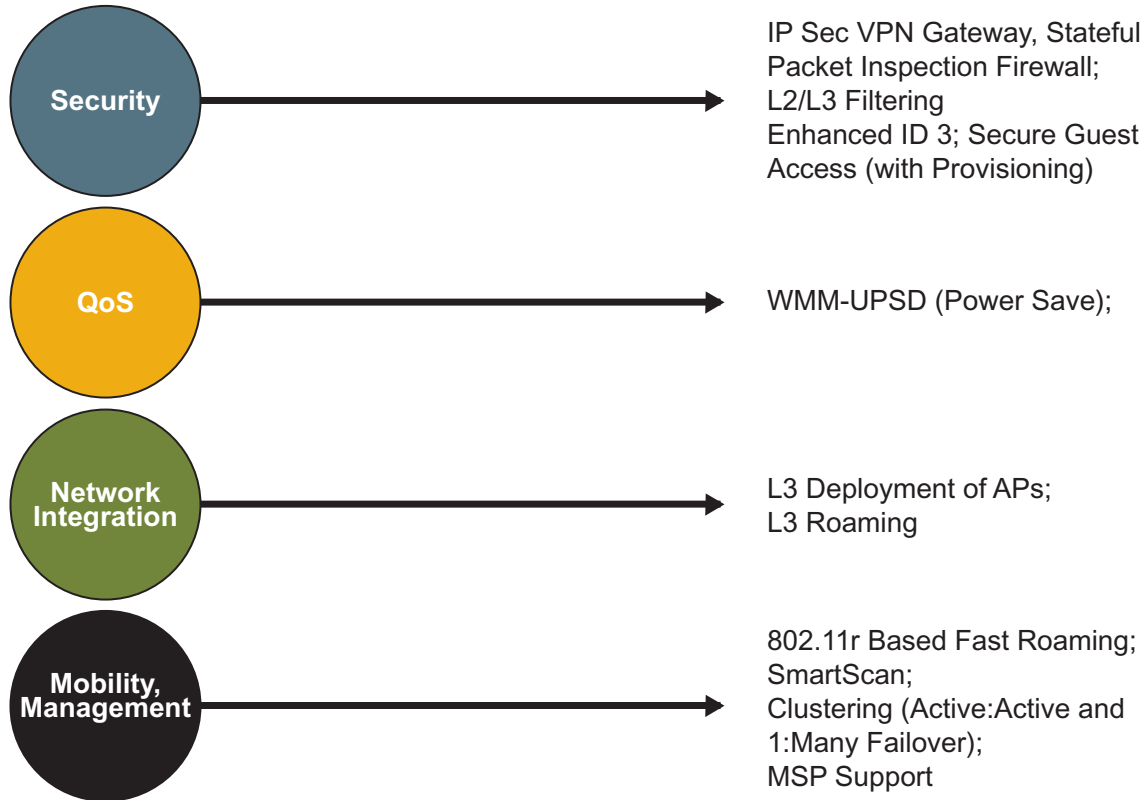 Security
IP Sec VPN Gateway, Stateful
Packet Inspection Firewall;
L2/L3 Filtering
Enhanced ID 3; Secure Guest
Access (with Provisioning)
QoS
WMM-UPSD (Power Save);
Network
Integration
L3 Deployment of APs;
L3 Roaming
Mobility,
Management
802.11r Based Fast Roaming;
SmartScan;
Clustering (Active:Active and
1:Many Failover);
MSP Support